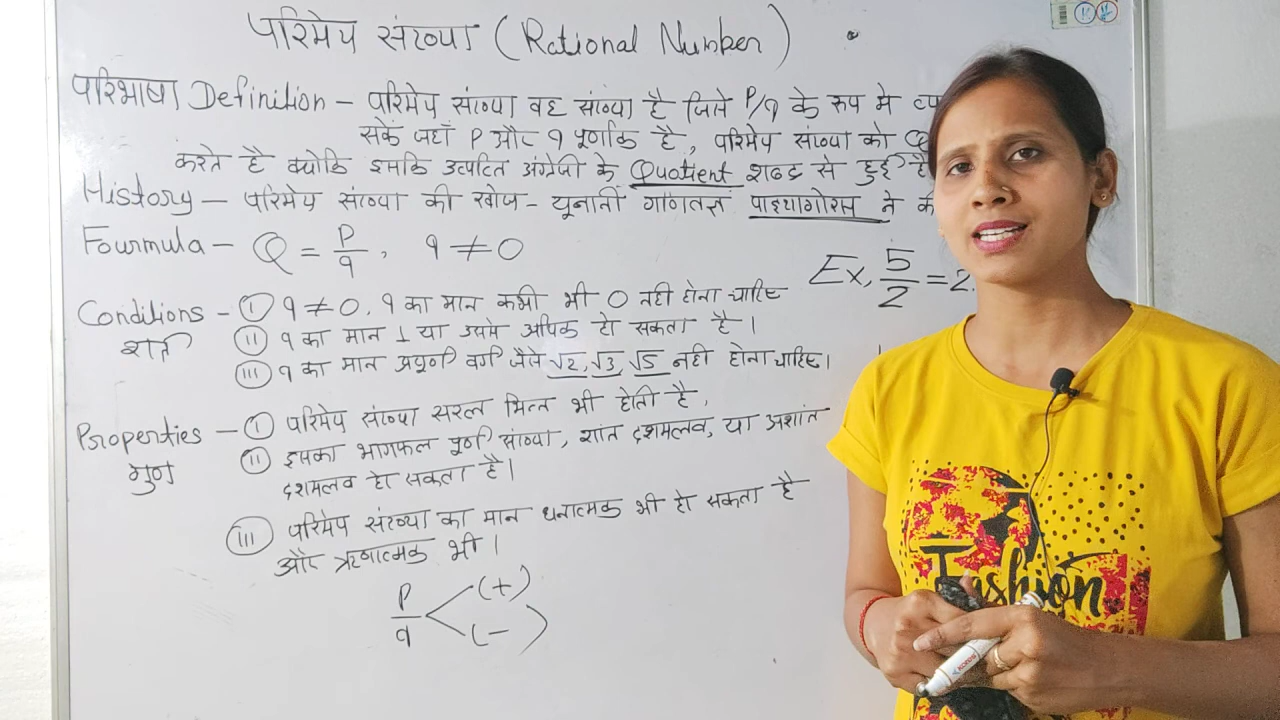 परिमेय संख्या (Rational Number)
परिभाषा Definition – परिमेय संख्या वह संख्या है जिसे P/q के रूप मे
सकें जहाँ P और q पूर्णांक है, परिमेय संख्या को Q
करते है क्योकि इसकि उत्पति अंग्रेजी के Quotient शब्द से हुई है
History – परिमेय संख्या की खोज – यूनानी गणितज्ञ पाइथागोरस ने
Fourmula – Q = P/q, q ≠ 0
Ex, 5/2 = 2.
Conditions – (I) q ≠ 0, q का मान कभी भी 0 नही होना चाहिए
शर्त (II) q का मान 1 या उससे अधिक हो सकता है।
(III) q का मान अपूर्ण वर्ग जैसे √2, √3, √5 नही होना चाहिए।
Properties – (I) परिमेय संख्या सरल भिन्न भी होती है,
गुण (II) इसका भागफल पूर्ण संख्या, शांत दशमलव, या अशांत
दशमलव हो सकता है।
(III) परिमेय संख्या का मान धनात्मक भी हो सकता है
और ऋणात्मक भी।
P/q < (+)
(-)
Fashion
KORES